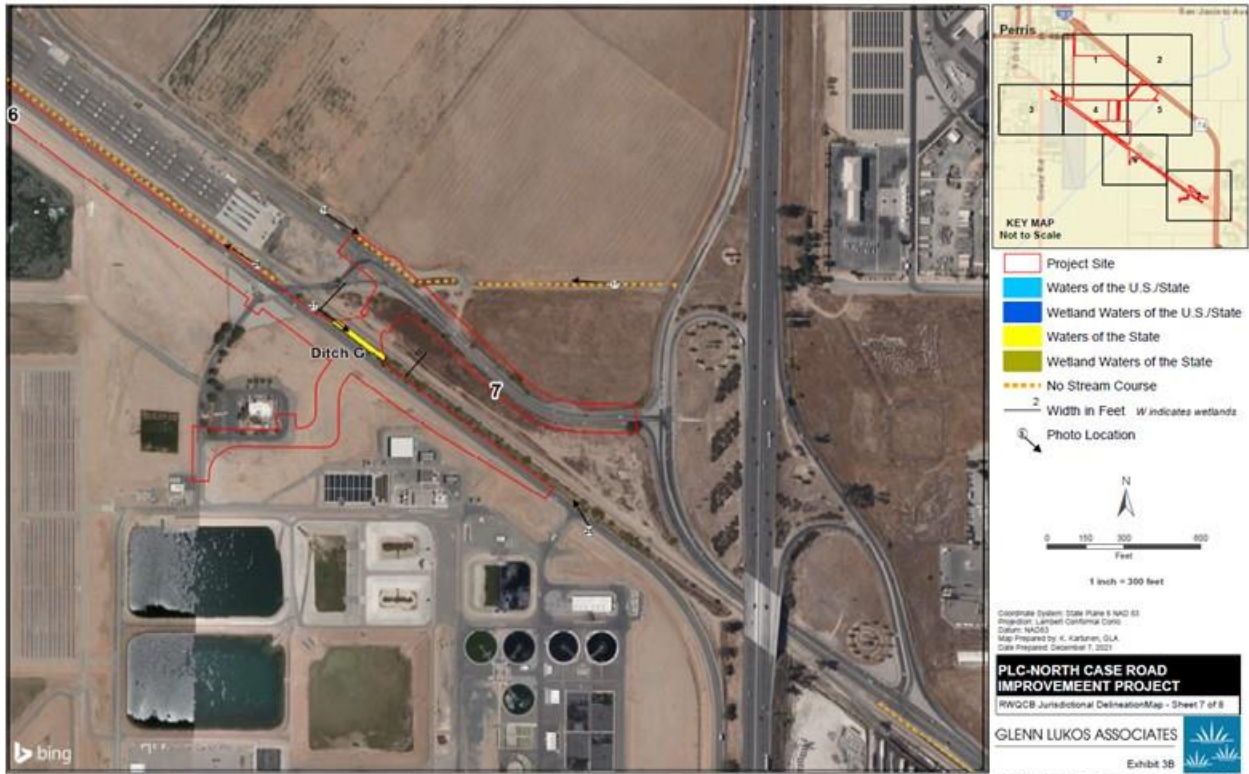 6
Ditch G
7
bing
Perris
1
2
3
4
5
74
KEY MAP
Not to Scale
Project Site
Waters of the U.S./State
Wetland Waters of the U.S./State
Waters of the State
Wetland Waters of the State
No Stream Course
2
Width in Feet W indicates wetlands
Photo Location
N
0 150 300 600
Feet
1 inch = 300 feet
Coordinate System: State Plane 6 NAD 83
Projection: Lambert Conformal Conic
Datum: NAD83
Map Prepared by: K. Kartunen, GLA
Date Prepared: December 7, 2021
PLC-NORTH CASE ROAD
IMPROVEMEENT PROJECT
RWQCB Jurisdictional DelineationMap - Sheet 7 of 8
GLENN LUKOS ASSOCIATES
Exhibit 3B